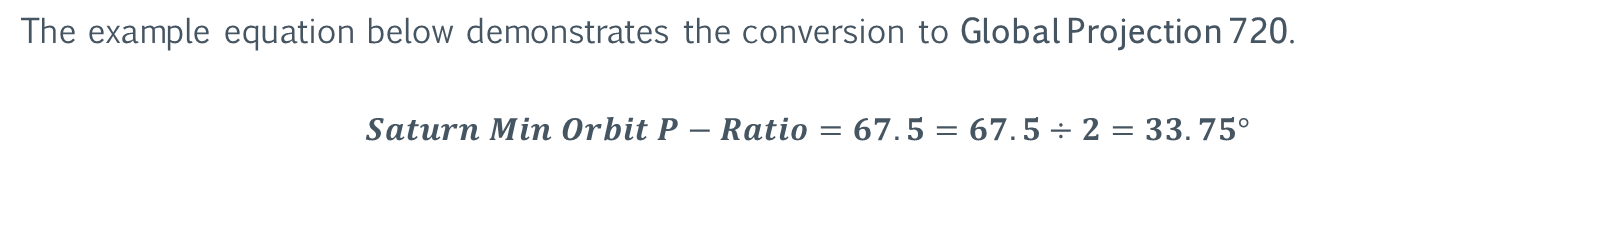 The example equation below demonstrates the conversion to Global Projection 720.
Saturn Min Orbit P − Ratio = 67.5 = 67.5 ÷ 2 = 33.75°